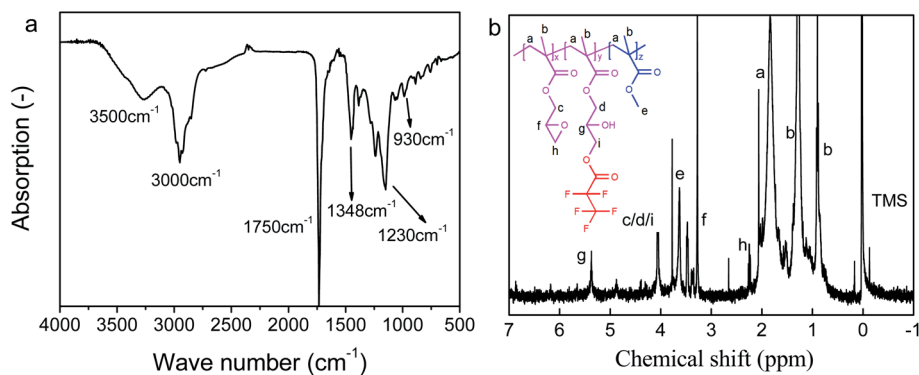 a
Absorption (-)
3500cm-1
3000cm-1
1750cm-1
1348cm-1
930cm-1
1230cm-1
4000 3500 3000 2500 2000 1500 1000 500
Wave number (cm-1)
b
a b a b a b
x y z
O O O O O O
c d e
f O g OH
h i
O
O
F F
F F F
g
c/d/i
e
f
h
a
b
b
TMS
7 6 5 4 3 2 1 0 -1
Chemical shift (ppm)